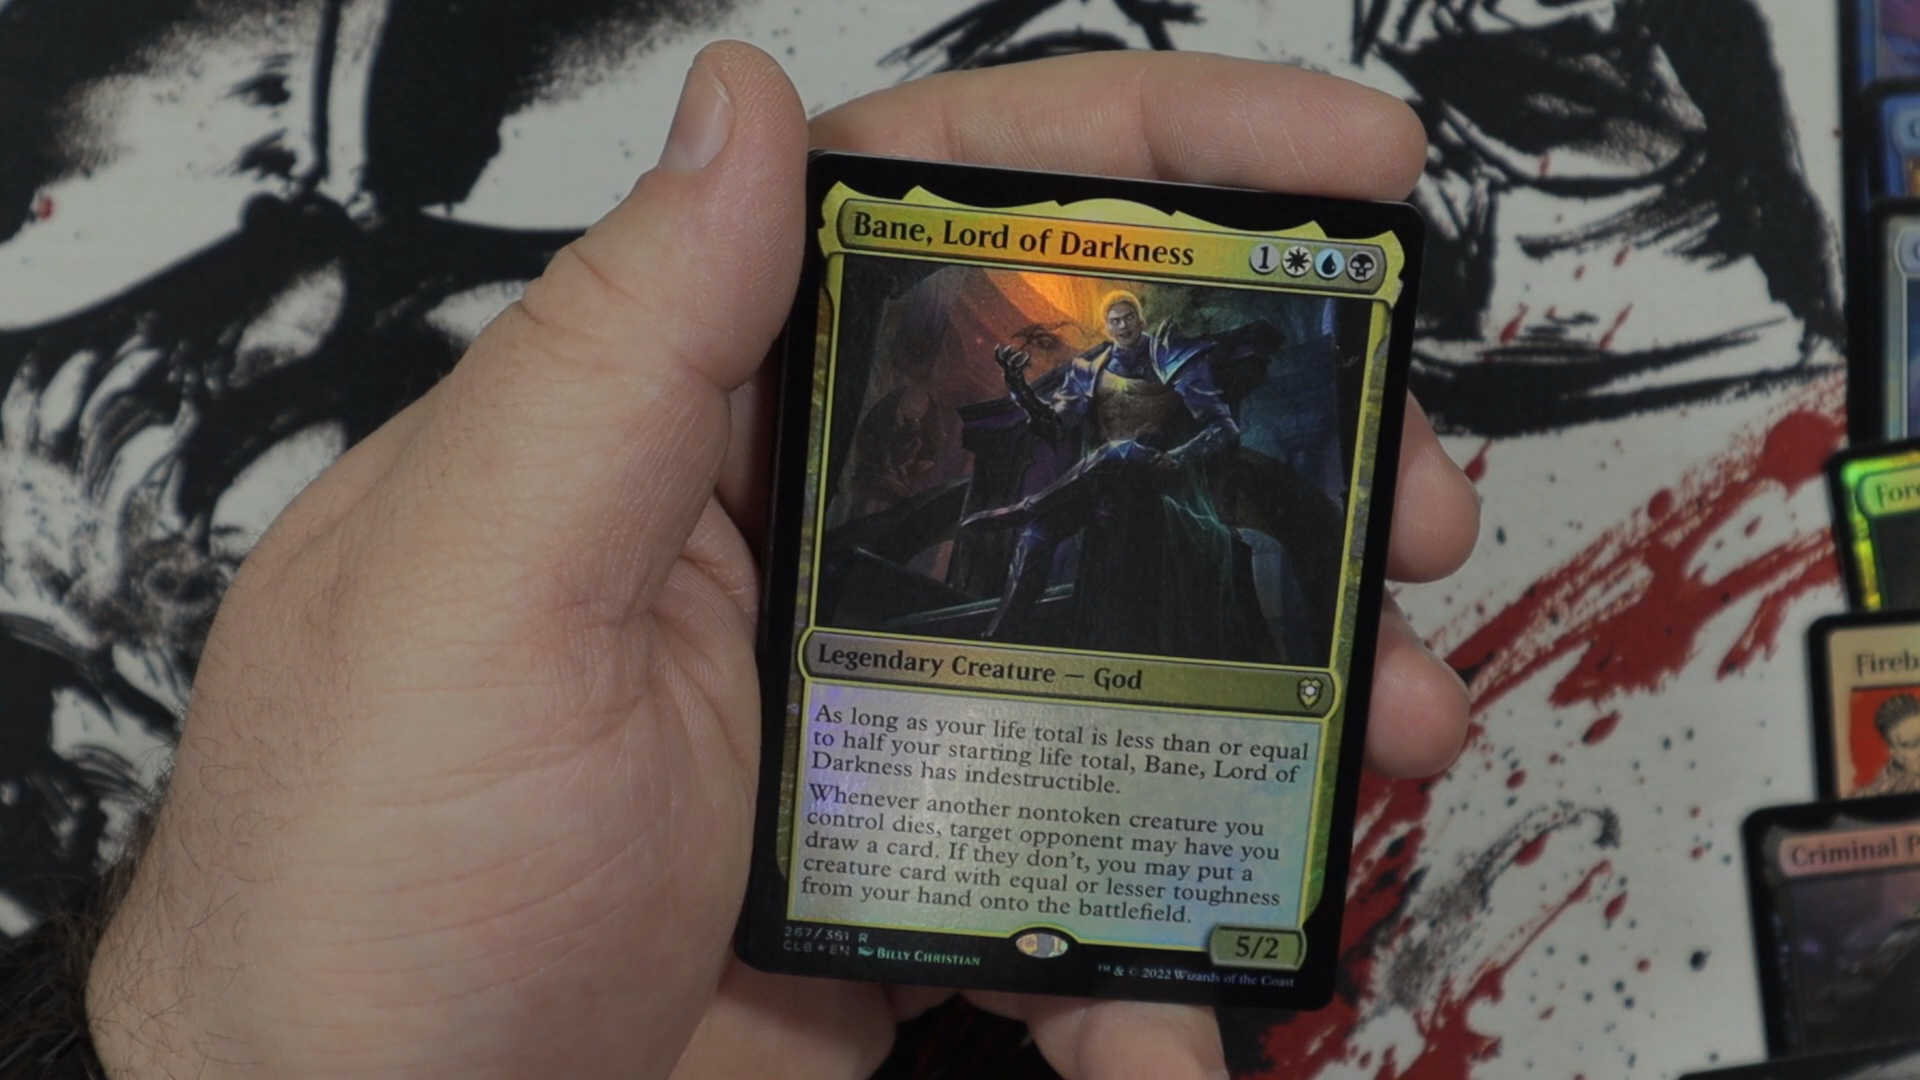 Bane, Lord of Darkness 1
Legendary Creature — God
As long as your life total is less than or equal
to half your starting life total, Bane, Lord of
Darkness has indestructible.
Whenever another nontoken creature you
control dies, target opponent may have you
draw a card. If they don't, you may put a
creature card with equal or lesser toughness
from your hand onto the battlefield.
5/2
267/361 R
CLB★EN BILLY CHRISTIAN
™ & © 2022 Wizards of the Coast
Criminal